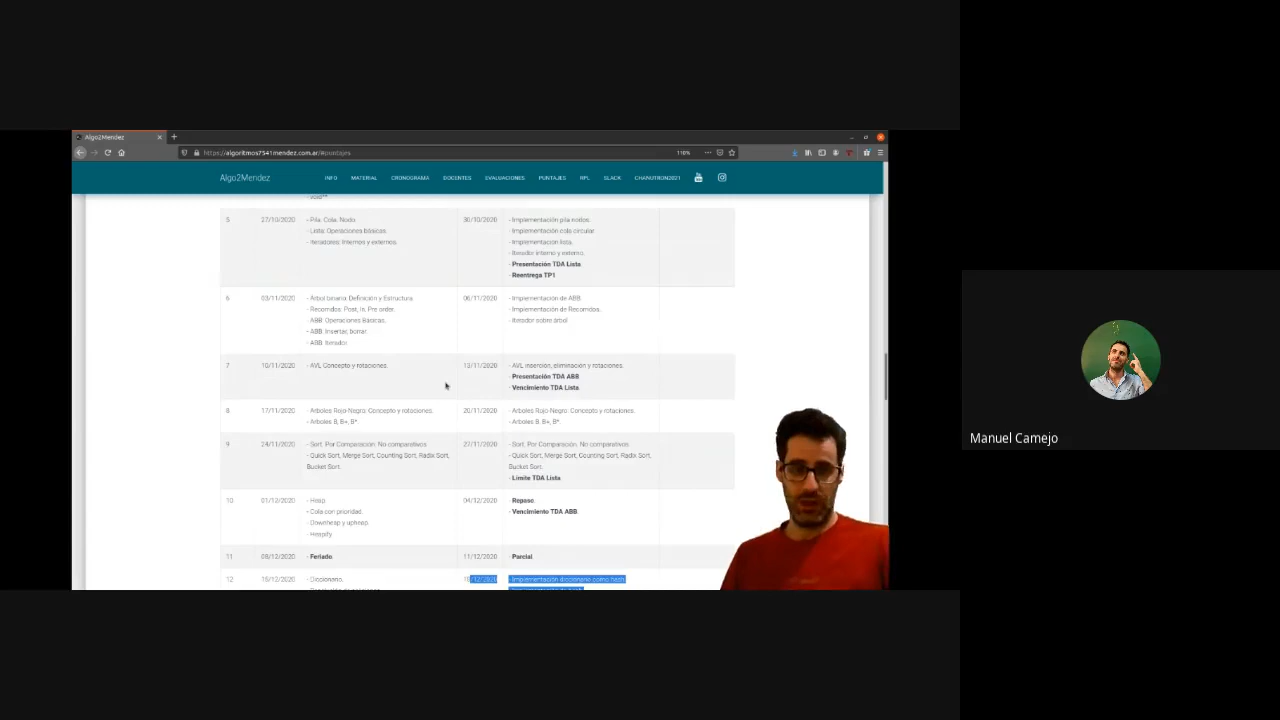 Algo2Mendez
https://algoritmos7541mendez.com.ar/#puntajes
110%
Algo2Mendez
INFO MATERIAL CRONOGRAMA DOCENTES EVALUACIONES PUNTAJES RPL SLACK CHANUTRON2021
5 27/10/2020 - Pila. Cola. Nodo. 30/10/2020 - Implementación pila nodos.
- Lista: Operaciones básicas. - Implementación cola circular.
- Iteradores: Internos y externos. - Implementación lista.
- Iterador interno y externo.
- Presentación TDA Lista
- Reentrega TP1
6 03/11/2020 - Árbol binario: Definición y Estructura 06/11/2020 - Implementación de ABB
- Recorridos: Post, In, Pre order. - Implementación de Recorridos.
- ABB: Operaciones Básicas. - Iterador sobre árbol
- ABB: Insertar, borrar.
- ABB: Iterador
7 10/11/2020 - AVL Concepto y rotaciones. 13/11/2020 - AVL inserción, eliminación y rotaciones.
- Presentación TDA ABB
- Vencimiento TDA Lista
8 17/11/2020 - Arboles Rojo-Negro: Concepto y rotaciones. 20/11/2020 - Arboles Rojo-Negro: Concepto y rotaciones.
- Arboles B, B+, B*. - Arboles B, B+, B*.
9 24/11/2020 - Sort. Por Comparación: No comparativos 27/11/2020 - Sort. Por Comparación: No comparativos
- Quick Sort, Merge Sort, Counting Sort, Radix Sort, - Quick Sort, Merge Sort, Counting Sort, Radix Sort,
Bucket Sort. Bucket Sort.
- Límite TDA Lista
10 01/12/2020 - Heap. 04/12/2020 - Repaso
- Cola con prioridad. - Vencimiento TDA ABB
- Downheap y upheap.
- Heapify
11 08/12/2020 - Feriado 11/12/2020 - Parcial
12 15/12/2020 - Diccionario. 18/12/2020 - Implementación diccionario como hash
Manuel Camejo